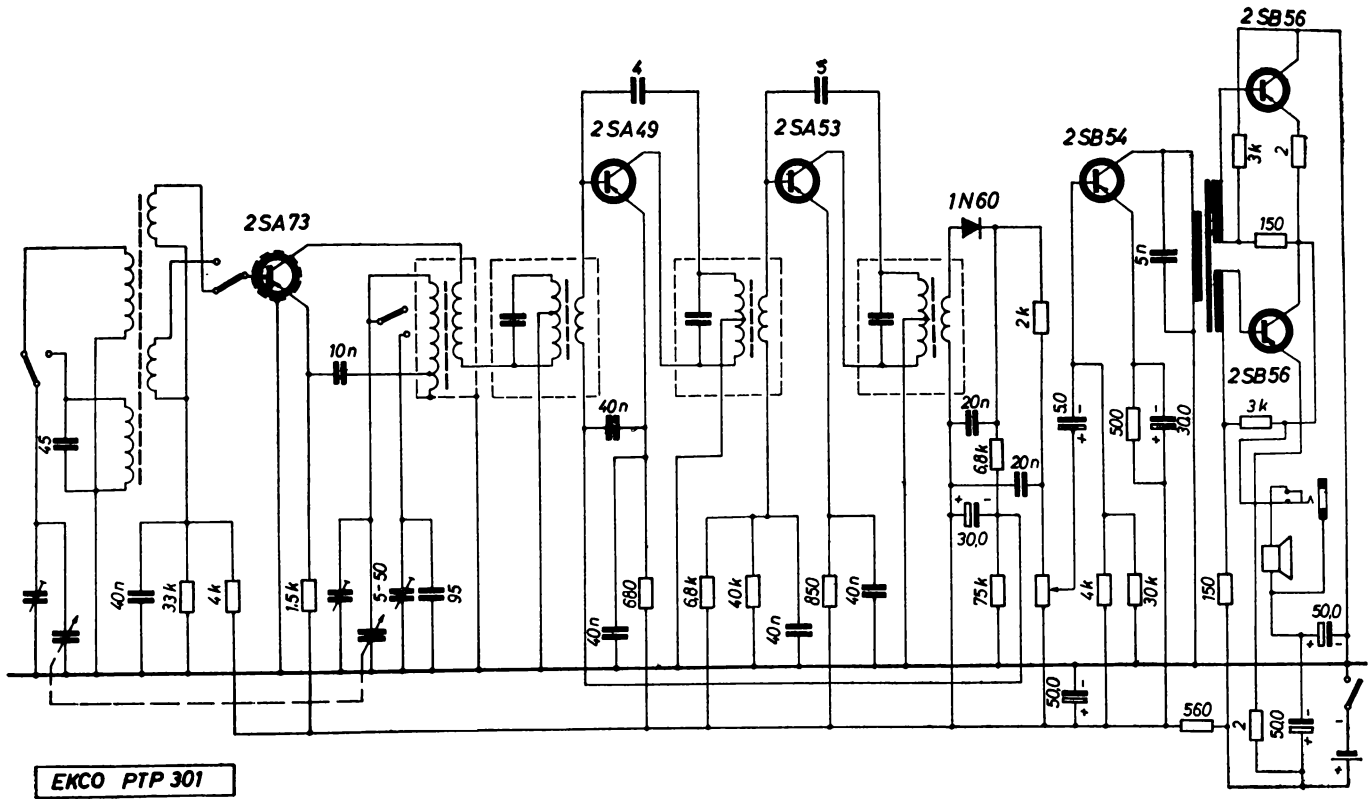 2SB56
4
5
2SA49
2SA53
2SB54
3k
2
1N60
2SA73
150
5n
2k
10n
2SB56
40n
20n
5,0
500
30,0
3k
45
6,8k
20n
+ -
30,0
40n
33k
4k
1,5k
5-50
95
40n
680
6,8k
40k
40n
850
40n
75k
4k
30k
150
50,0
+ -
50,0
- +
560
2
50,0
- +
- +
EKCO PTP 301